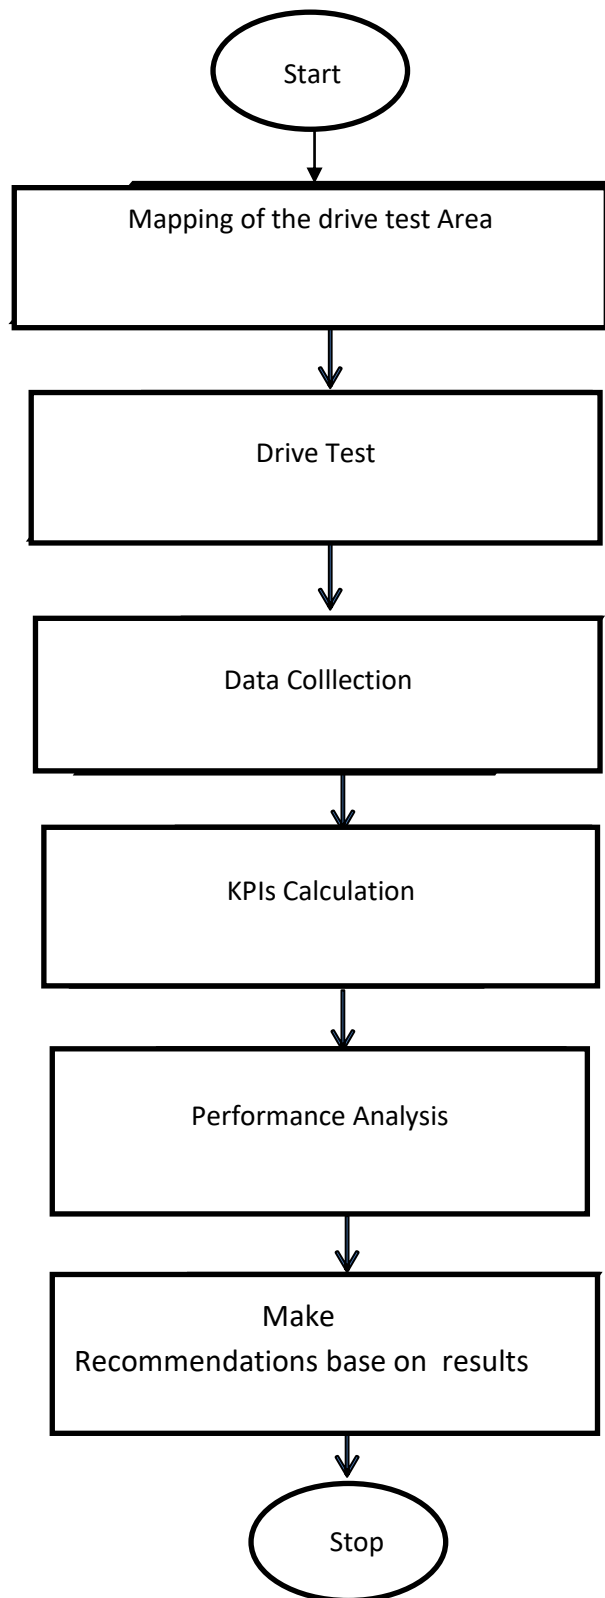 Start
Mapping of the drive test Area
Drive Test
Data Colllection
KPIs Calculation
Performance Analysis
Make
Recommendations base on  results
Stop